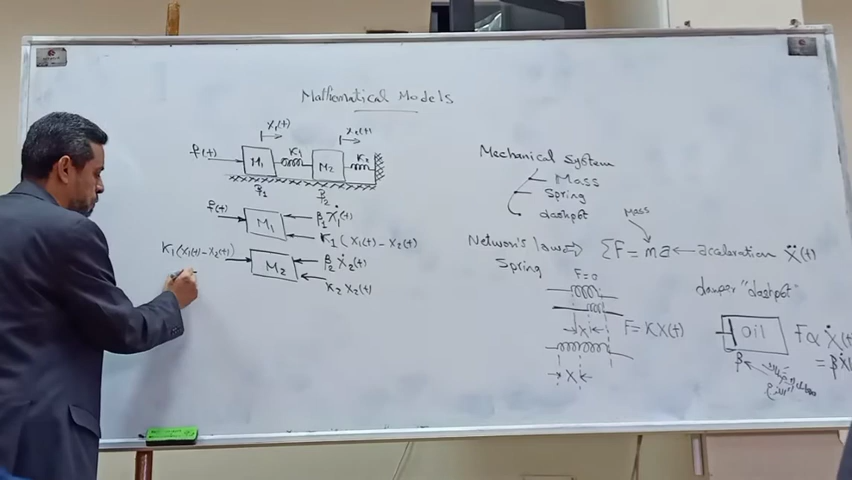 Mathematical Models
x₁(t)
x₂(t)
f(t)
M₁
K₁
M₂
K₂
β₁
β₂
f(t)
M₁
β₁ ẋ₁(t)
K₁ (x₁(t) - x₂(t)
K₁(x₁(t) - x₂(t))
M₂
β₂ ẋ₂(t)
K₂ x₂(t)
Mechanical System
Mass
Spring
dashpot
Mass
Newton's laws ⇒ ΣF = ma ← acceleration ẍ(t)
Spring
F=0
x
F = Kx(t)
x
damper "dashpot"
oil
F α ẋ(t)
= βẋ(
β